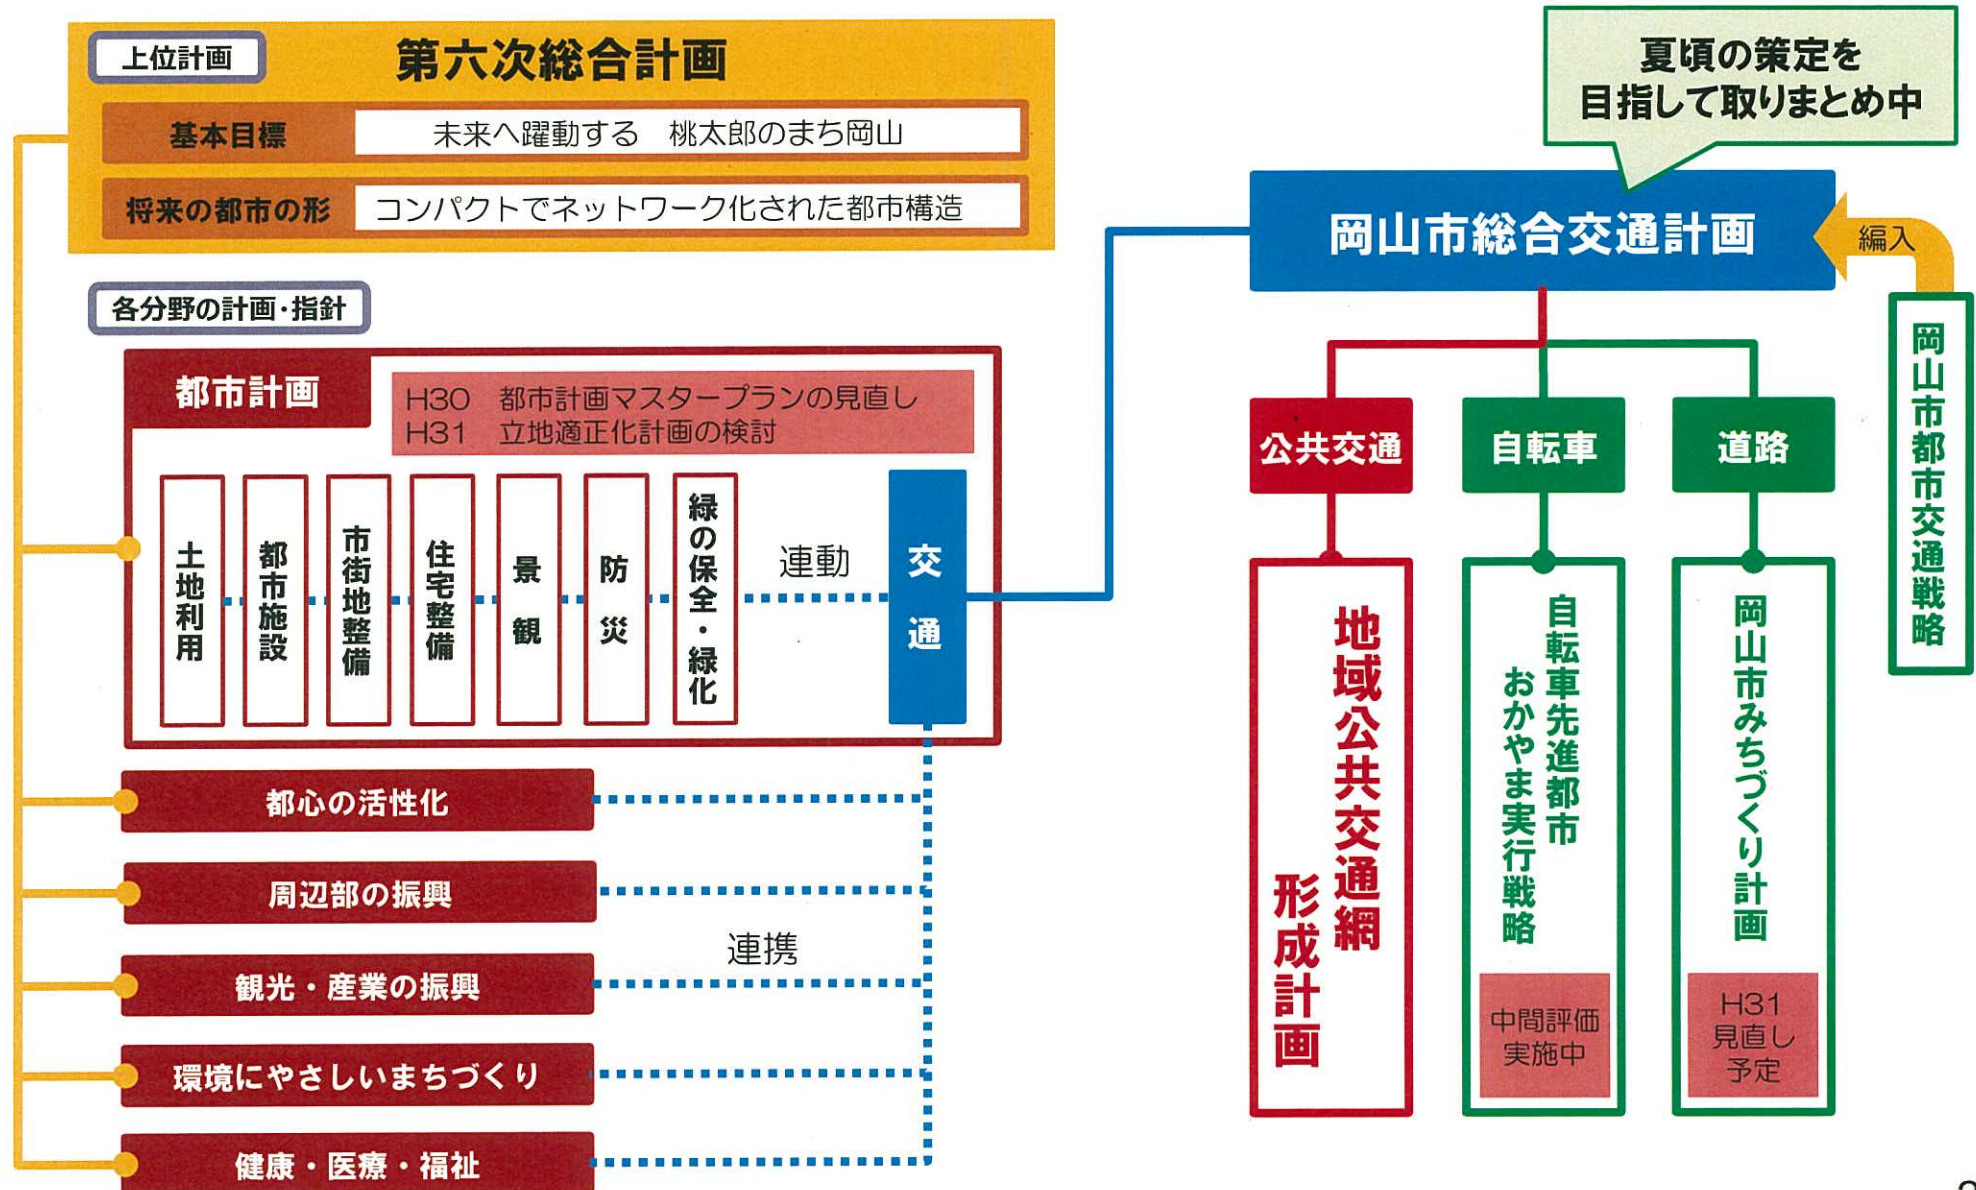 上位計画
第六次総合計画
基本目標
未来へ躍動する　桃太郎のまち岡山
将来の都市の形
コンパクトでネットワーク化された都市構造
各分野の計画・指針
都市計画
H30　都市計画マスタープランの見直し
H31　立地適正化計画の検討
土地利用
都市施設
市街地整備
住宅整備
景観
防災
緑の保全・緑化
連動
交通
都心の活性化
周辺部の振興
観光・産業の振興
環境にやさしいまちづくり
健康・医療・福祉
連携
夏頃の策定を
目指して取りまとめ中
岡山市総合交通計画
編入
岡山市都市交通戦略
公共交通
自転車
道路
地域公共交通網
形成計画
自転車先進都市
おかやま実行戦略
中間評価
実施中
岡山市みちづくり計画
H31
見直し
予定